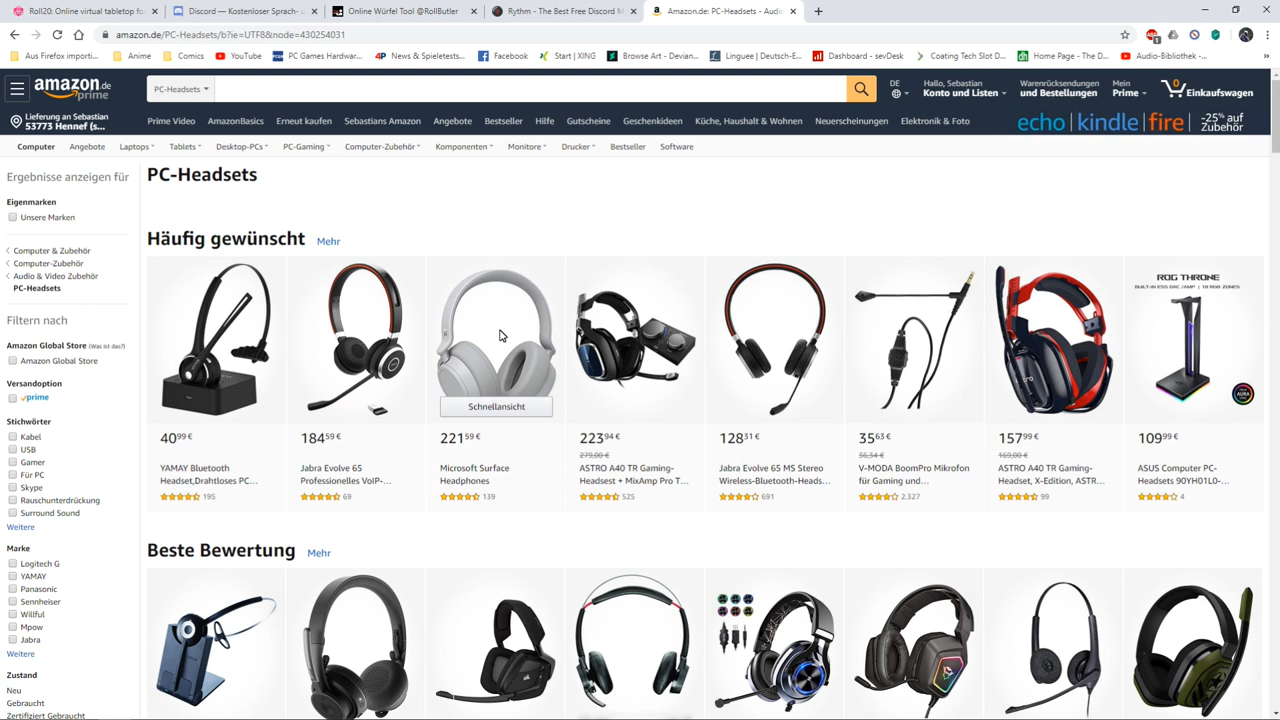 Roll20: Online virtual tabletop fo
Discord — Kostenloser Sprach- u
Online Würfel Tool @RollButler
Rythm - The Best Free Discord M
Amazon.de: PC-Headsets - Audio
amazon.de/PC-Headsets/b?ie=UTF8&node=430254031
Aus Firefox importi...
Anime
Comics
YouTube
PC Games Hardwar...
4P
News & Spieletests...
Facebook
Start | XING
Browse Art - Devian...
Linguee | Deutsch-E...
Dashboard - sevDesk
Coating Tech Slot D...
Home Page - The D...
Audio-Bibliothek -...
amazon.de
prime
PC-Headsets
DE
Hallo, Sebastian
Konto und Listen
Warenrücksendungen
und Bestellungen
Mein
Prime
0
Einkaufswagen
Lieferung an Sebastian
53773 Hennef (s...
Prime Video
AmazonBasics
Erneut kaufen
Sebastians Amazon
Angebote
Bestseller
Hilfe
Gutscheine
Geschenkideen
Küche, Haushalt & Wohnen
Neuerscheinungen
Elektronik & Foto
echo | kindle | fire
-25% auf
Zubehör
Computer
Angebote
Laptops
Tablets
Desktop-PCs
PC-Gaming
Computer-Zubehör
Komponenten
Monitore
Drucker
Bestseller
Software
Ergebnisse anzeigen für
Eigenmarken
Unsere Marken
Computer & Zubehör
Computer-Zubehör
Audio & Video Zubehör
PC-Headsets
Filtern nach
Amazon Global Store (Was ist das?)
Amazon Global Store
Versandoption
prime
Stichwörter
Kabel
USB
Gamer
Für PC
Skype
Rauschunterdrückung
Surround Sound
Weitere
Marke
Logitech G
YAMAY
Panasonic
Sennheiser
Willful
Mpow
Jabra
Weitere
Zustand
Neu
Gebraucht
Zertifiziert Gebraucht
PC-Headsets
Häufig gewünscht
Mehr
Schnellansicht
ROG THRONE
BUILT-IN ESS DAC /AMP | 18 RGB ZONES
AURA
40,99 €
YAMAY Bluetooth
Headset,Drahtloses PC...
195
184,59 €
Jabra Evolve 65
Professionelles VoIP-...
69
221,59 €
Microsoft Surface
Headphones
139
223,94 €
279,00 €
ASTRO A40 TR Gaming-
Headsest + MixAmp Pro T...
525
128,31 €
Jabra Evolve 65 MS Stereo
Wireless-Bluetooth-Heads...
691
35,63 €
36,34 €
V-MODA BoomPro Mikrofon
für Gaming und...
2.327
157,99 €
169,00 €
ASTRO A40 TR Gaming-
Headset, X-Edition, ASTR...
99
109,99 €
ASUS Computer PC-
Headsets 90YH01L0-...
4
Beste Bewertung
Mehr